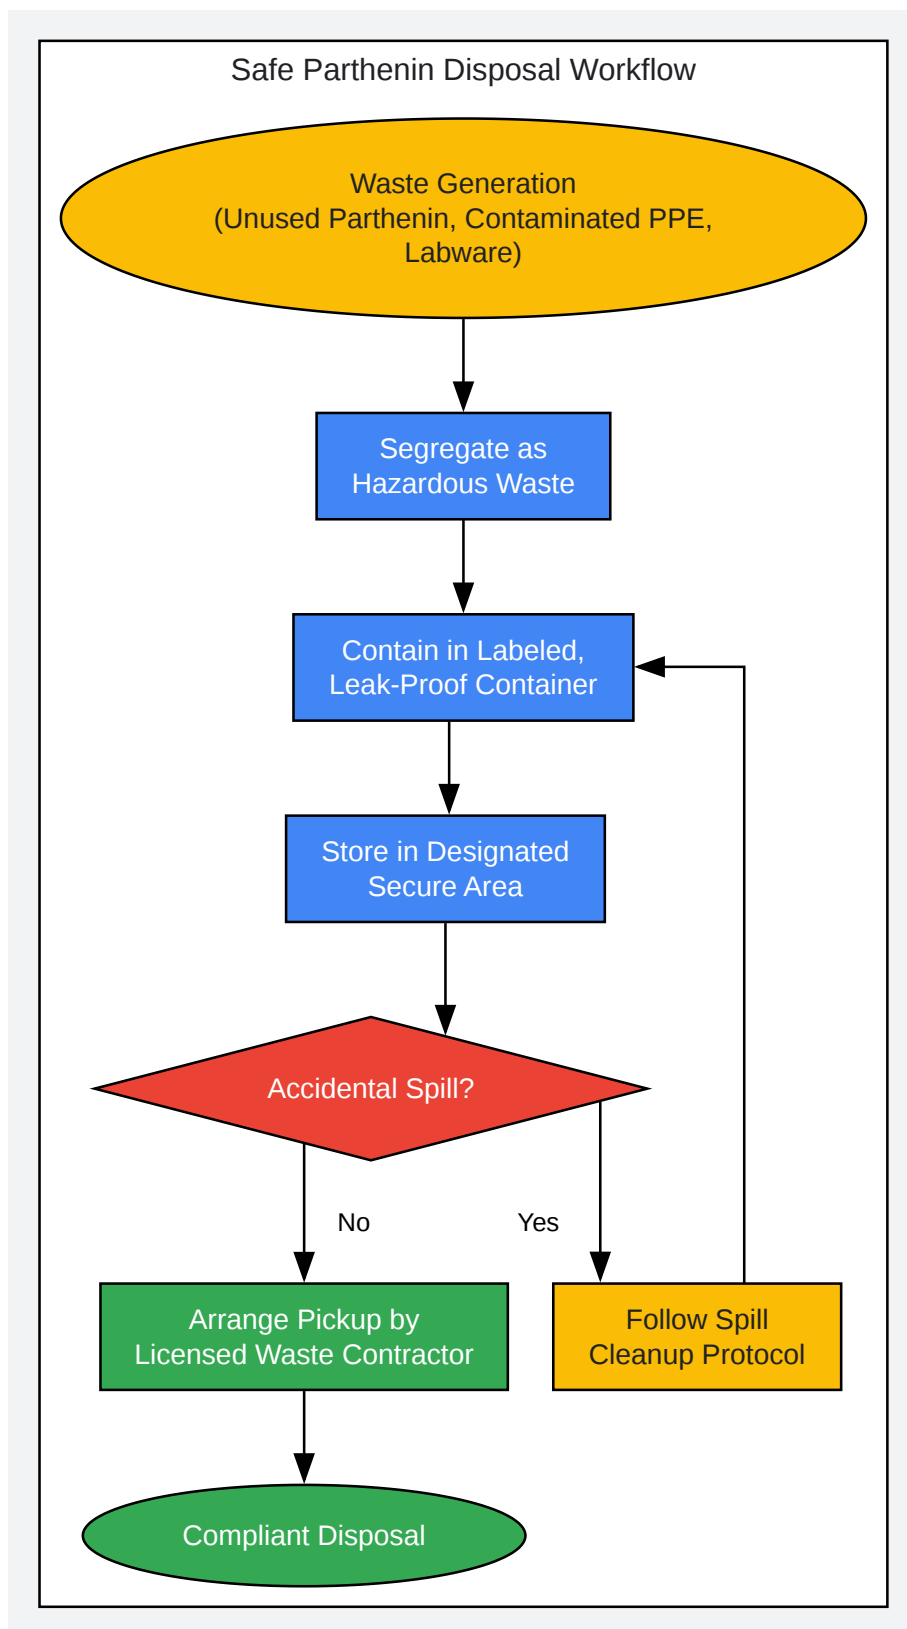 Safe Parthenin Disposal Workflow
Waste Generation
(Unused Parthenin, Contaminated PPE,
Labware)
Segregate as
Hazardous Waste
Contain in Labeled,
Leak-Proof Container
Store in Designated
Secure Area
Accidental Spill?
No
Yes
Arrange Pickup by
Licensed Waste Contractor
Follow Spill
Cleanup Protocol
Compliant Disposal